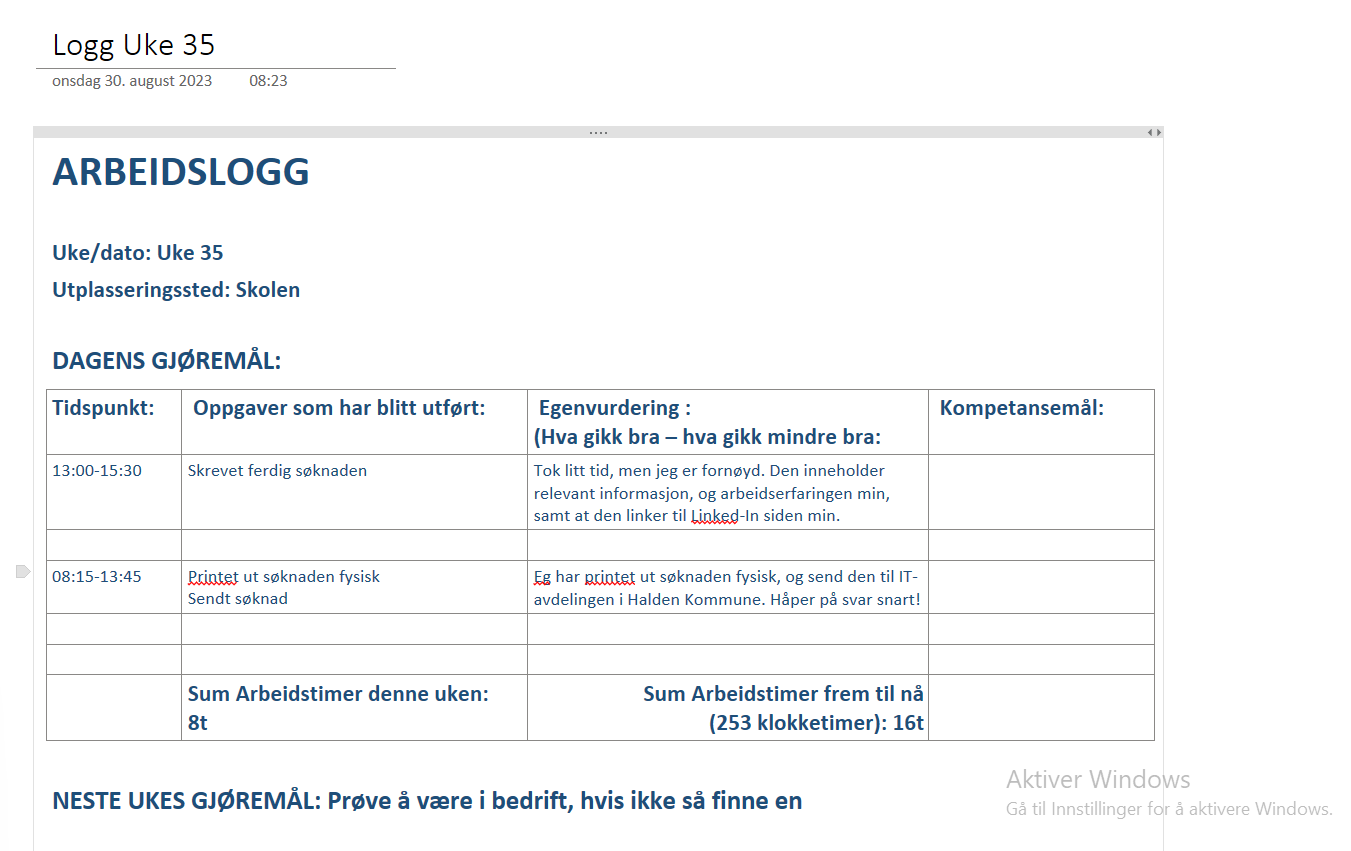 Logg Uke 35
onsdag 30. august 2023 08:23
ARBEIDSLOGG
Uke/dato: Uke 35
Utplasseringssted: Skolen
DAGENS GJØREMÅL:
Tidspunkt: Oppgaver som har blitt utført: Egenvurdering : Kompetansemål:
(Hva gikk bra – hva gikk mindre bra:
13:00-15:30 Skrevet ferdig søknaden Tok litt tid, men jeg er fornøyd. Den inneholder
relevant informasjon, og arbeidserfaringen min,
samt at den linker til Linked-In siden min.
08:15-13:45 Printet ut søknaden fysisk Eg har printet ut søknaden fysisk, og send den til IT-
Sendt søknad avdelingen i Halden Kommune. Håper på svar snart!
Sum Arbeidstimer denne uken: Sum Arbeidstimer frem til nå
8t (253 klokketimer): 16t
NESTE UKES GJØREMÅL: Prøve å være i bedrift, hvis ikke så finne en
Aktiver Windows
Gå til Innstillinger for å aktivere Windows.